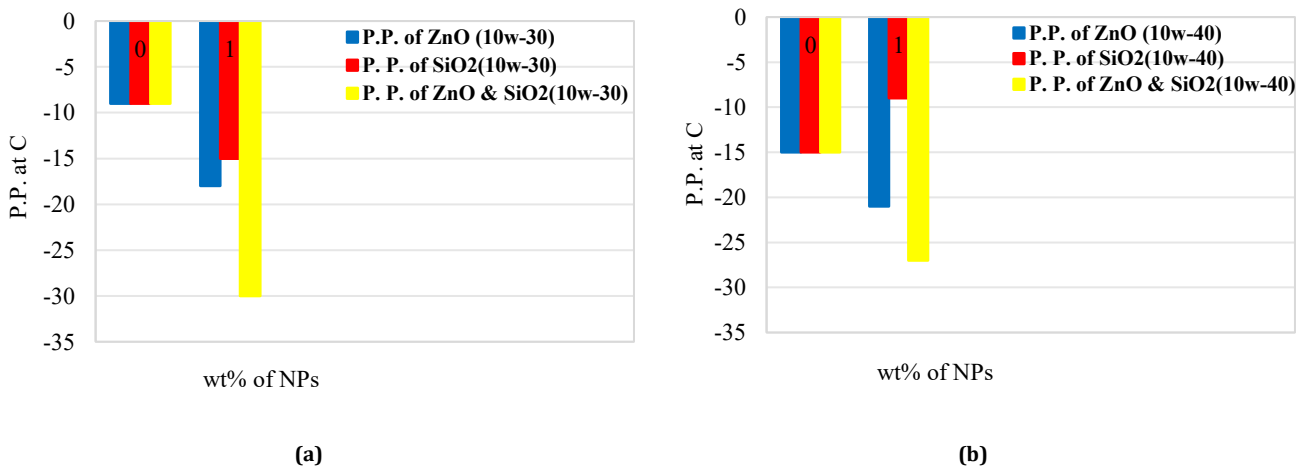 0
-5
-10
-15
-20
-25
-30
-35
P.P. at C
0
1
P.P. of ZnO (10w-30)
P. P. of SiO2(10w-30)
P. P. of ZnO & SiO2(10w-30)
wt% of NPs
(a)
0
-5
-10
-15
-20
-25
-30
-35
P.P. at C
0
1
P.P. of ZnO (10w-40)
P. P. of SiO2(10w-40)
P. P. of ZnO & SiO2(10w-40)
wt% of NPs
(b)